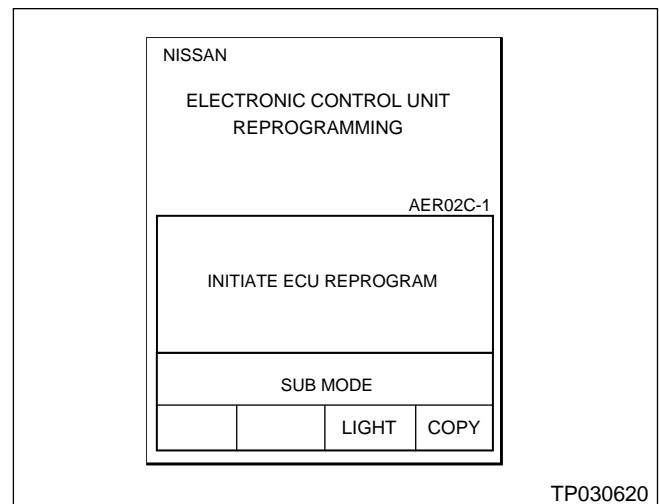 NISSAN
ELECTRONIC CONTROL UNIT
REPROGRAMMING
AER02C-1
INITIATE ECU REPROGRAM
SUB MODE
LIGHT COPY
TP030620